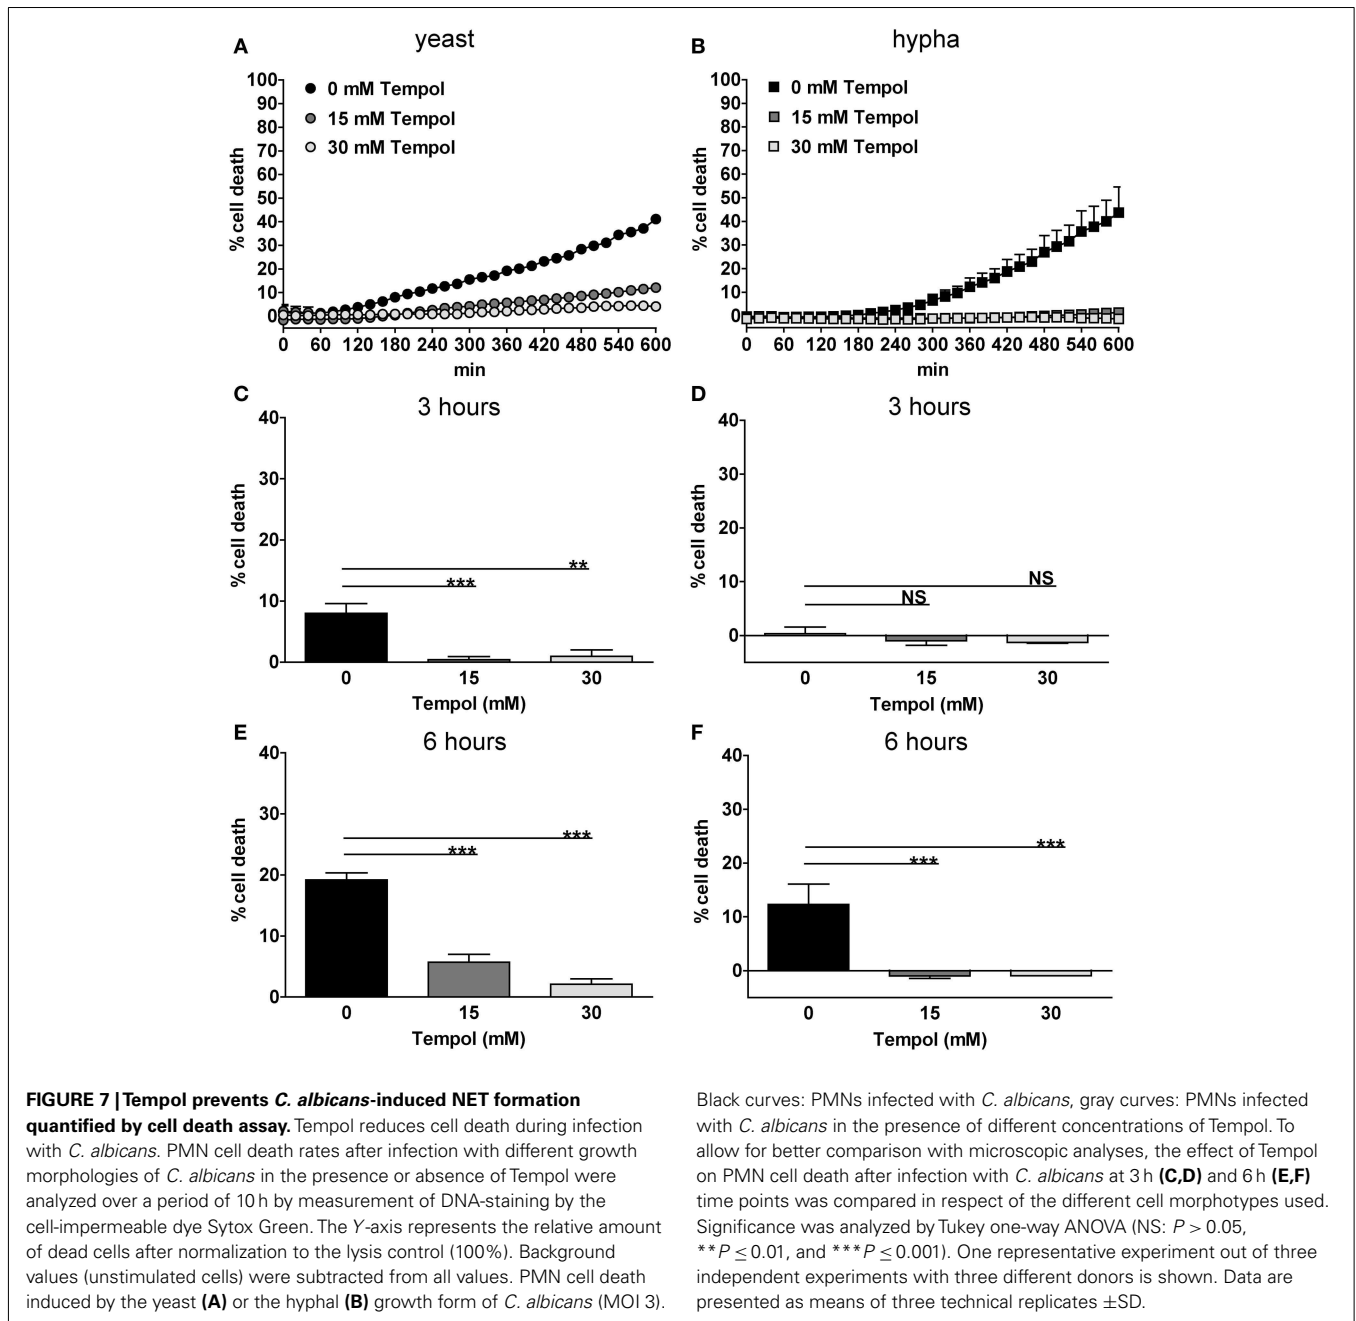 A yeast
100
90
80
70
60
50
40
30
20
10
0
% cell death
0 mM Tempol
15 mM Tempol
30 mM Tempol
0 60 120 180 240 300 360 420 480 540 600
min
B hypha
100
90
80
70
60
50
40
30
20
10
0
% cell death
0 mM Tempol
15 mM Tempol
30 mM Tempol
0 60 120 180 240 300 360 420 480 540 600
min
C 3 hours
40
30
20
10
0
% cell death
**
***
0 15 30
Tempol (mM)
D 3 hours
40
30
20
10
0
% cell death
NS
NS
0 15 30
Tempol (mM)
E 6 hours
40
30
20
10
0
% cell death
***
***
0 15 30
Tempol (mM)
F 6 hours
40
30
20
10
0
% cell death
***
***
0 15 30
Tempol (mM)
FIGURE 7 | Tempol prevents C. albicans-induced NET formation
quantified by cell death assay. Tempol reduces cell death during infection
with C. albicans. PMN cell death rates after infection with different growth
morphologies of C. albicans in the presence or absence of Tempol were
analyzed over a period of 10 h by measurement of DNA-staining by the
cell-impermeable dye Sytox Green. The Y-axis represents the relative amount
of dead cells after normalization to the lysis control (100%). Background
values (unstimulated cells) were subtracted from all values. PMN cell death
induced by the yeast (A) or the hyphal (B) growth form of C. albicans (MOI 3).
Black curves: PMNs infected with C. albicans, gray curves: PMNs infected
with C. albicans in the presence of different concentrations of Tempol. To
allow for better comparison with microscopic analyses, the effect of Tempol
on PMN cell death after infection with C. albicans at 3 h (C,D) and 6 h (E,F)
time points was compared in respect of the different cell morphotypes used.
Significance was analyzed by Tukey one-way ANOVA (NS: P > 0.05,
**P ≤ 0.01, and ***P ≤ 0.001). One representative experiment out of three
independent experiments with three different donors is shown. Data are
presented as means of three technical replicates ±SD.